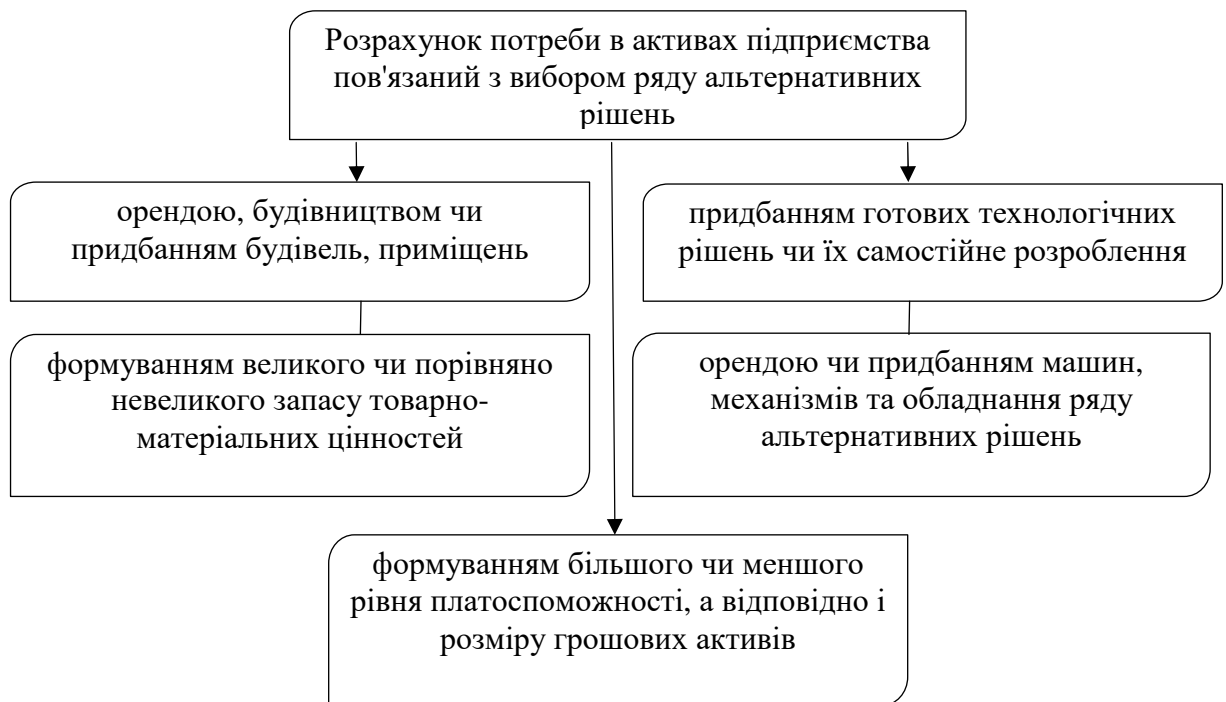 Розрахунок потреби в активах підприємства
пов'язаний з вибором ряду альтернативних
рішень
орендою, будівництвом чи
придбанням будівель, приміщень
придбанням готових технологічних
рішень чи їх самостійне розроблення
формуванням великого чи порівняно
невеликого запасу товарно-
матеріальних цінностей
орендою чи придбанням машин,
механізмів та обладнання ряду
альтернативних рішень
формуванням більшого чи меншого
рівня платоспоможності, а відповідно і
розміру грошових активів